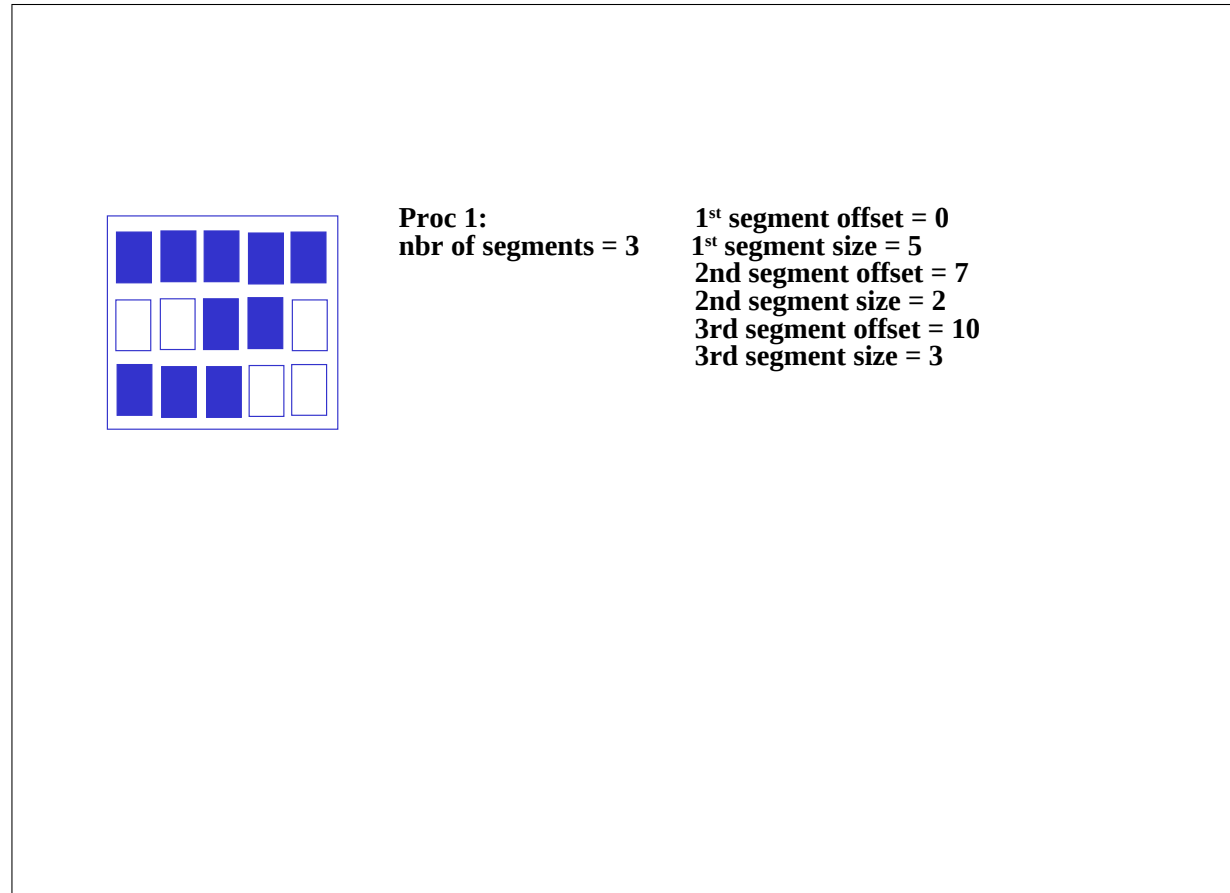 Proc 1:
nbr of segments = 3
1st segment offset = 0
1st segment size = 5
2nd segment offset = 7
2nd segment size = 2
3rd segment offset = 10
3rd segment size = 3